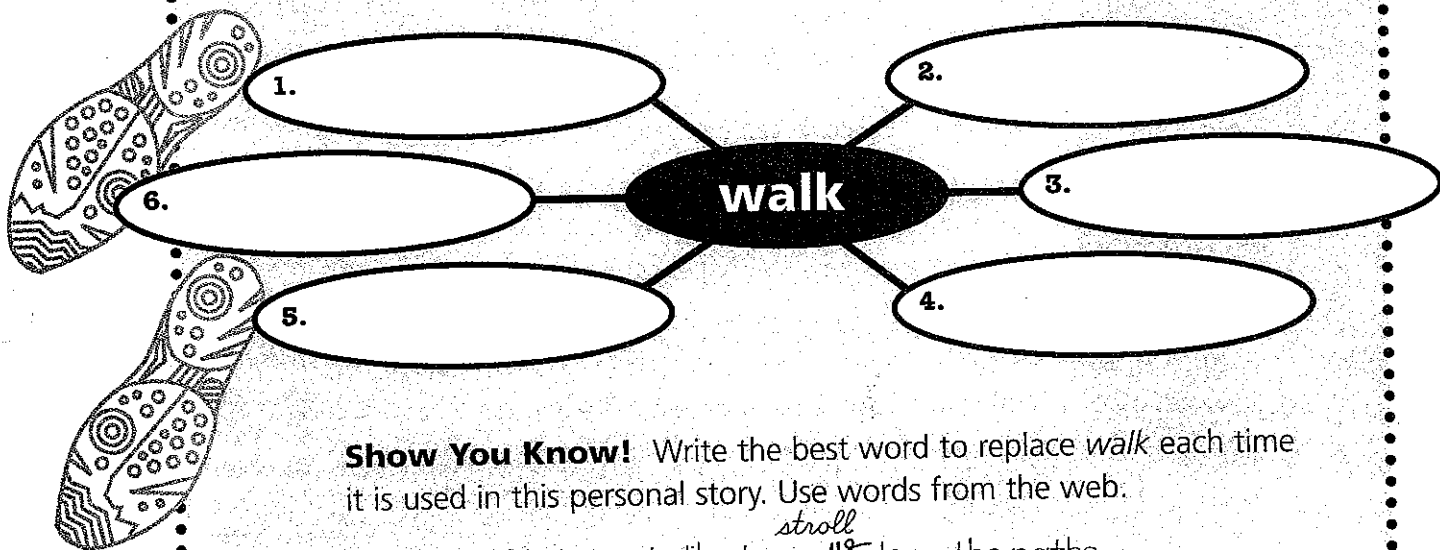 1.
2.
6.
walk
3.
5.
4.
Show You Know! Write the best word to replace walk each time
it is used in this personal story. Use words from the web.
stroll